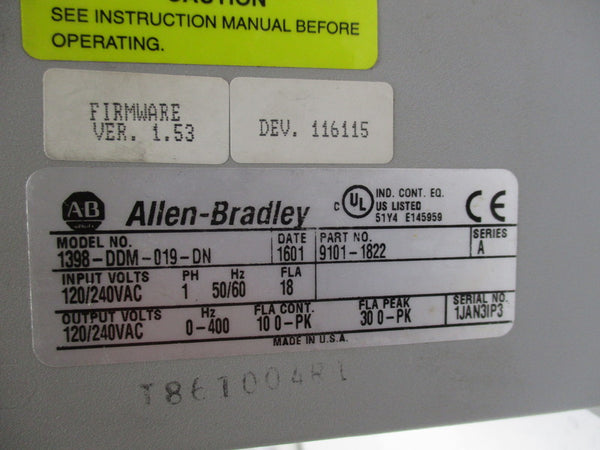 CAUTION
SEE INSTRUCTION MANUAL BEFORE
OPERATING.
FIRMWARE
VER. 1.53
DEV. 116115
AB
Allen-Bradley
C UL US LISTED
IND. CONT. EQ.
51Y4 E145959
CE
MODEL NO.
1398-DDM-019-DN
DATE
1601
PART NO.
9101-1822
SERIES
A
INPUT VOLTS
120/240VAC
PH
1
Hz
50/60
FLA
18
OUTPUT VOLTS
120/240VAC
Hz
0-400
FLA CONT.
10 0-PK
FLA PEAK
30 0-PK
SERIAL NO.
1JAN3IP3
MADE IN U.S.A.